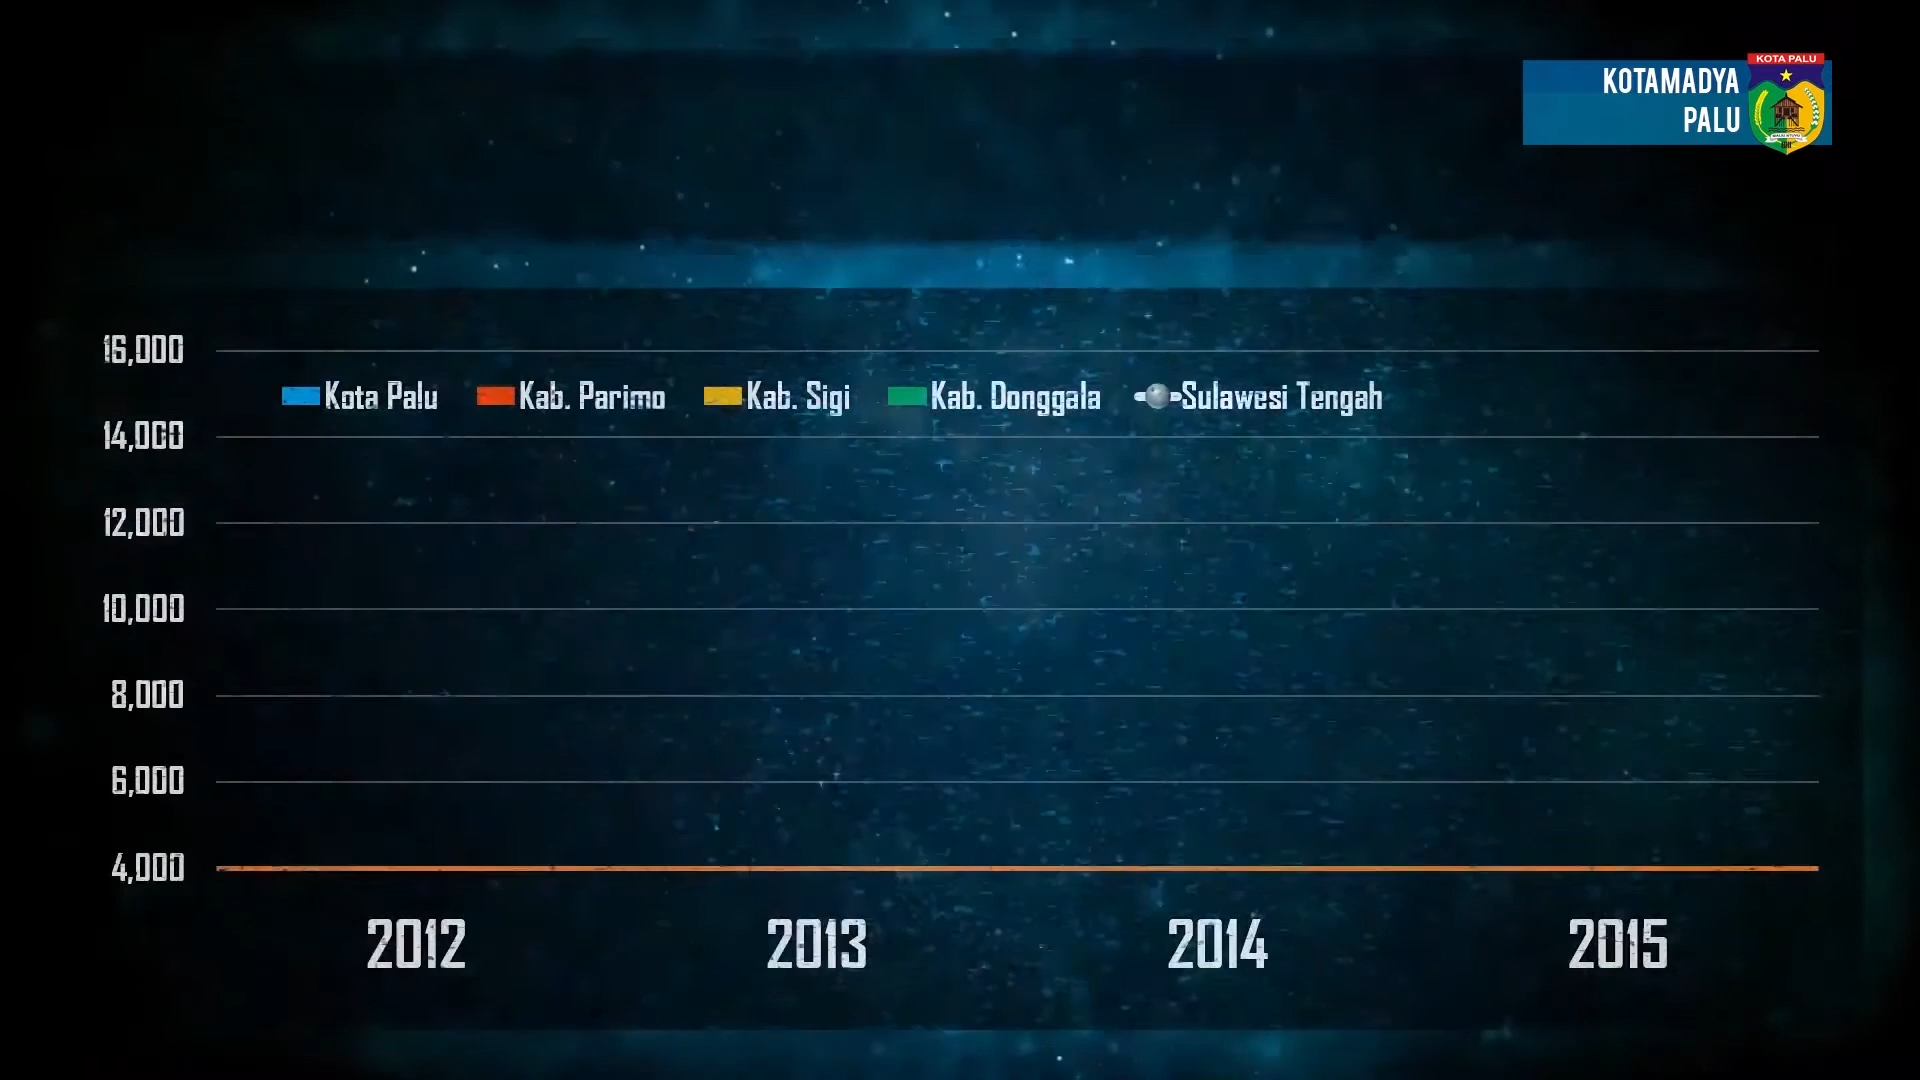 KOTAMADYA
PALU
KOTA PALU
16,000
Kota Palu Kab. Parimo Kab. Sigi Kab. Donggala Sulawesi Tengah
14,000
12,000
10,000
8,000
6,000
4,000
2012 2013 2014 2015